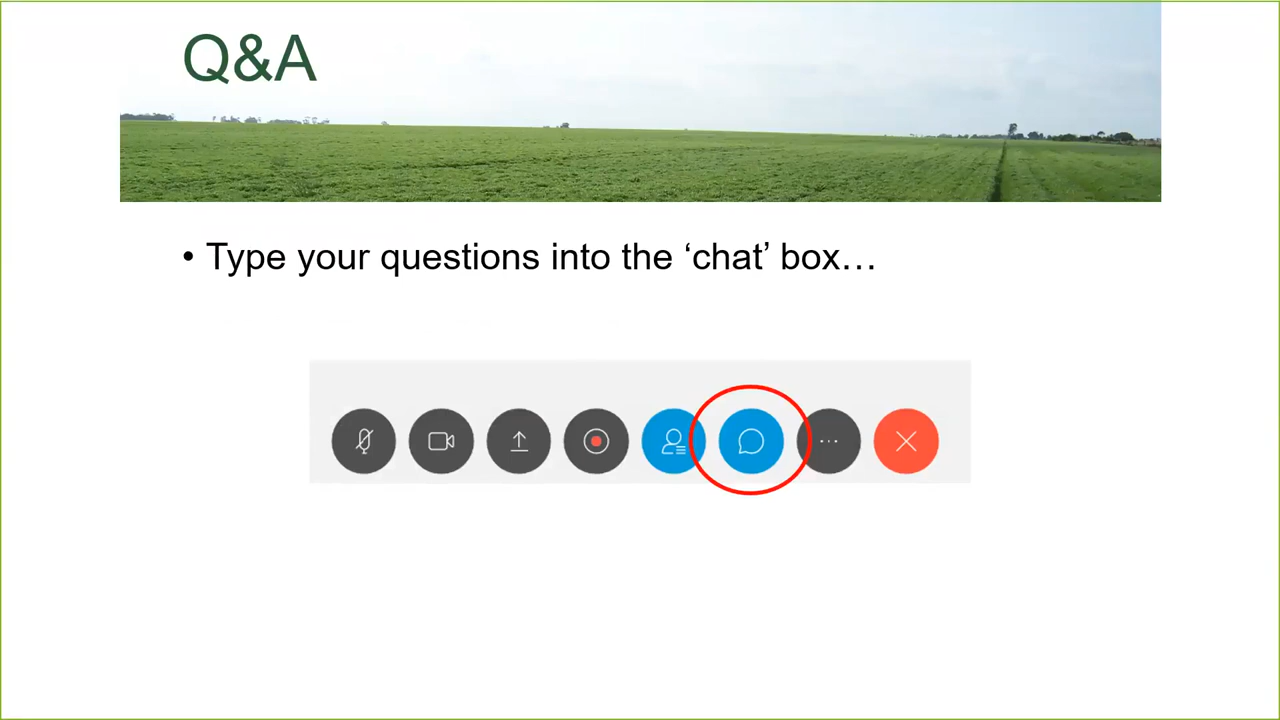 Q&A
• Type your questions into the ‘chat’ box…